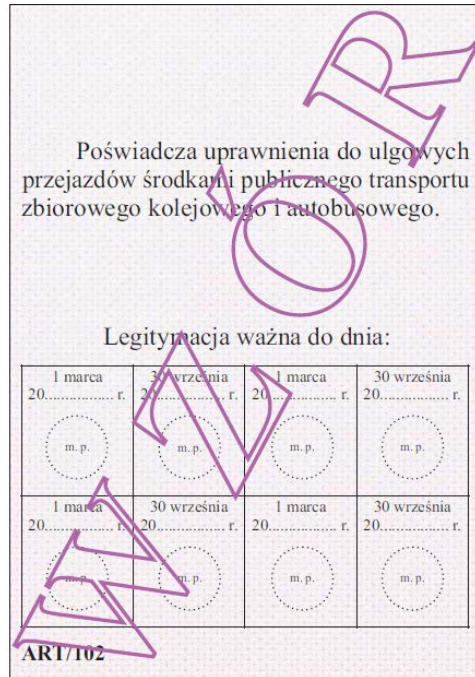 Poświadcza uprawnienia do ulgowych
przejazdów środkami publicznego transportu
zbiorowego kolejowego i autobusowego.
Legitymacja ważna do dnia:
1 marca 30 września 1 marca 30 września
20............... r. 20............... r. 20............... r. 20............... r.
m. p. m. p. m. p. m. p.
1 marca 30 września 1 marca 30 września
20............... r. 20............... r. 20............... r. 20............... r.
m. p. m. p. m. p. m. p.
ART/102
WZÓR